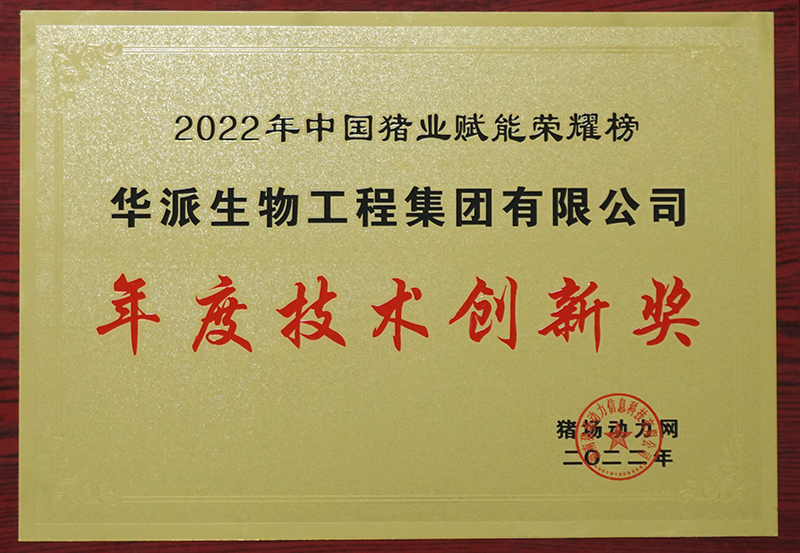 2022年中国猪业赋能荣耀榜
华派生物工程集团有限公司
年度技术创新奖
猪场动力网
二〇二二年